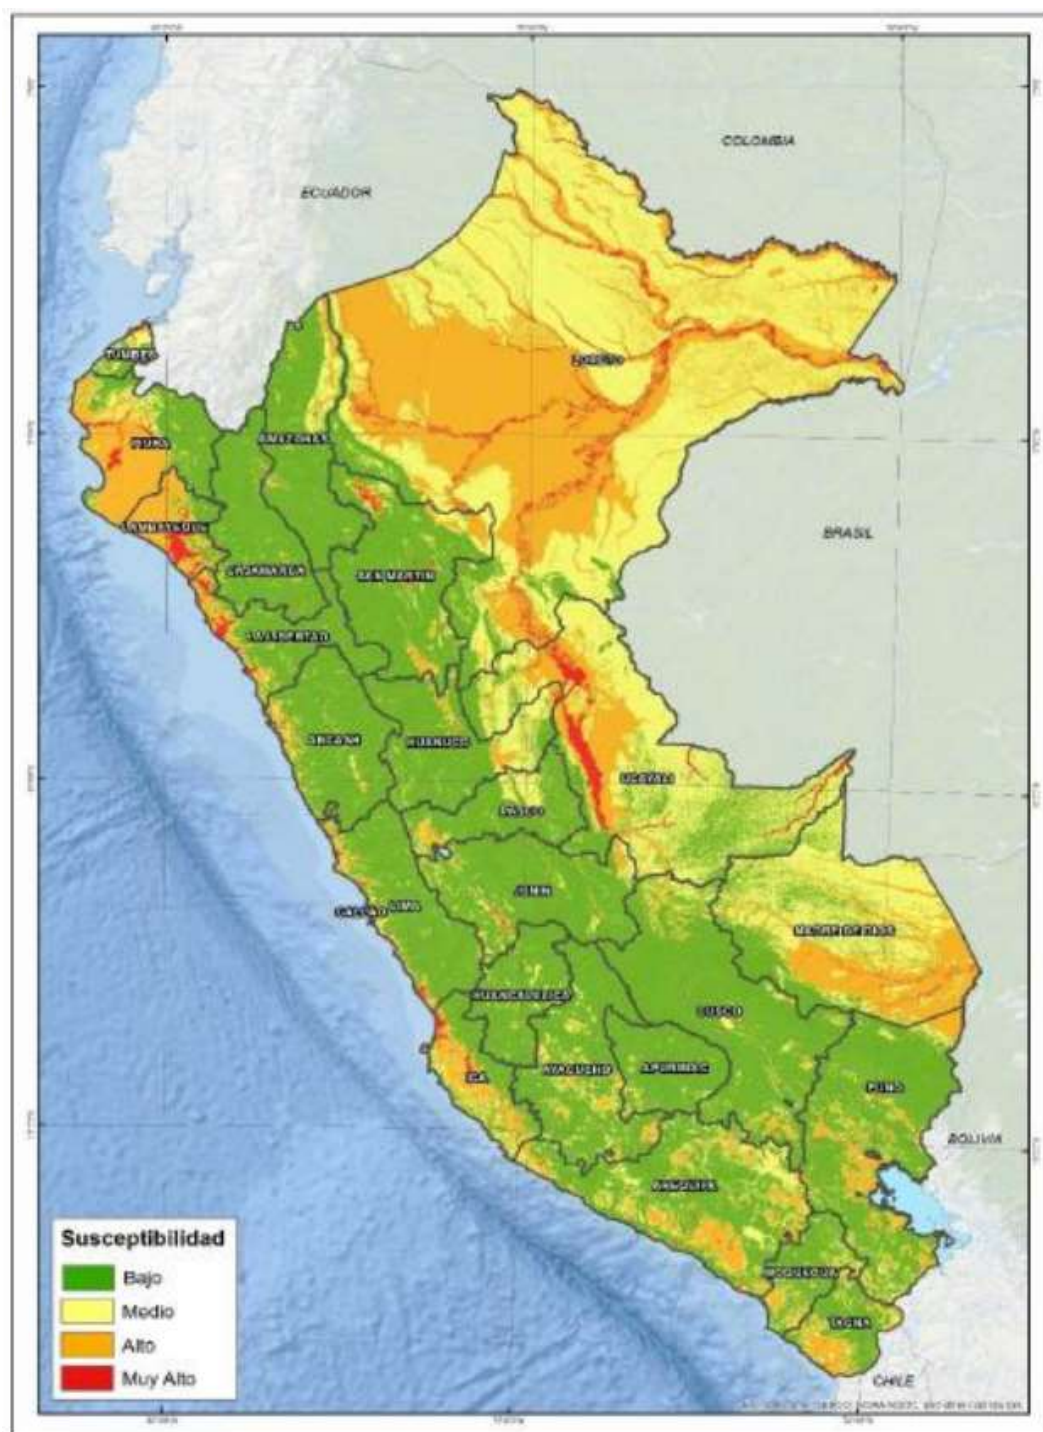 COLOMBIA
ECUADOR
TUMBES
LORETO
PIURA
AMAZONAS
LAMBAYEQUE
BRASIL
CAJAMARCA
SAN MARTIN
LA LIBERTAD
ANCASH
HUANUCO
UCAYALI
PASCO
JUNIN
CALLAO
LIMA
MADRE DE DIOS
HUANCAVELICA
CUSCO
ICA
AYACUCHO
APURIMAC
PUNO
BOLIVIA
AREQUIPA
MOQUEGUA
TACNA
CHILE
Susceptibilidad
Bajo
Medio
Alto
Muy Alto